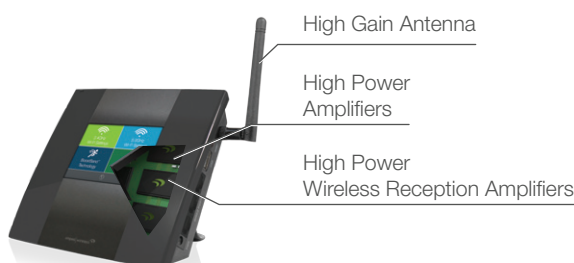 High Gain Antenna
High Power
Amplifiers
High Power
Wireless Reception Amplifiers